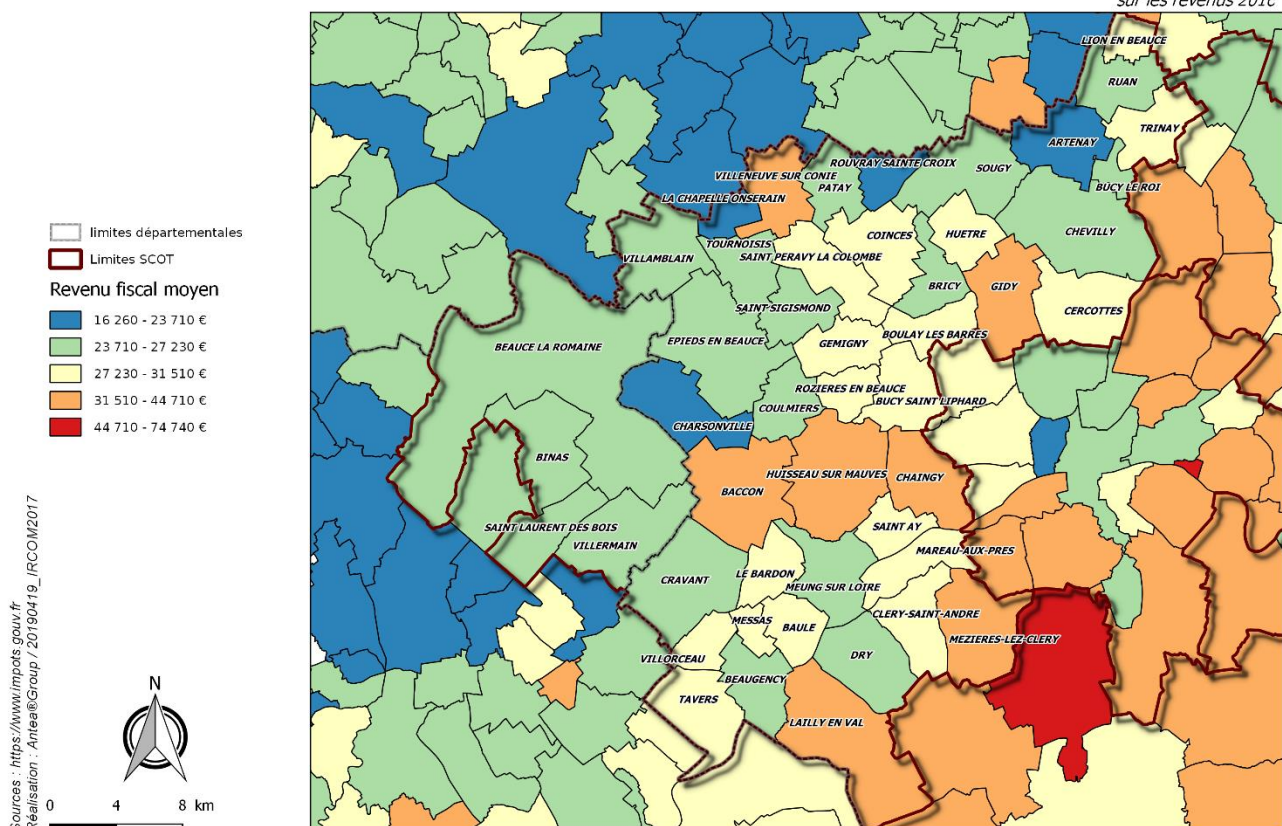 sur les revenus 2016
LION EN BEAUCE
RUAN
TRINAY
ARTENAY
ROUVRAY SAINTE CROIX
SOUGY
VILLENEUVE SUR CONIE
PATAY
BUCY LE ROI
LA CHAPELLE ONSERAIN
CHEVILLY
COINCES
HUETRE
limites départementales
TOURNOISIS
SAINT PERAVY LA COLOMBE
VILLAMBLAIN
Limites SCOT
BRICY
GIDY
Revenu fiscal moyen
SAINT SIGISMOND
CERCOTTES
16 260 - 23 710 €
BOULAY LES BARRES
23 710 - 27 230 €
BEAUCE LA ROMAINE
EPIEDS EN BEAUCE
GEMIGNY
27 230 - 31 510 €
31 510 - 44 710 €
ROZIERES EN BEAUCE
BUCY SAINT LIPHARD
COULMIERS
44 710 - 74 740 €
CHARSONVILLE
BINAS
HUISSEAU SUR MAUVES
CHAINGY
BACCON
SAINT LAURENT DES BOIS
SAINT AY
VILLERMAIN
MAREAU-AUX-PRES
LE BARDON
CRAVANT
MEUNG SUR LOIRE
CLERY-SAINT-ANDRE
MESSAS
BAULE
MEZIERES-LEZ-CLERY
VILLORCEAU
DRY
BEAUGENCY
TAVERS
LAILLY EN VAL
N
0 4 8 km
Sources : https://www.impots.gouv.fr
Réalisation : Antea®Group / 20190419_IRCOM2017